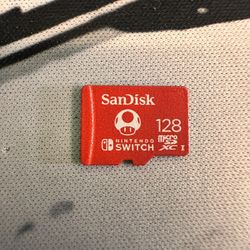 SanDisk
128
NINTENDO
SWITCH
micro
SD
XC I